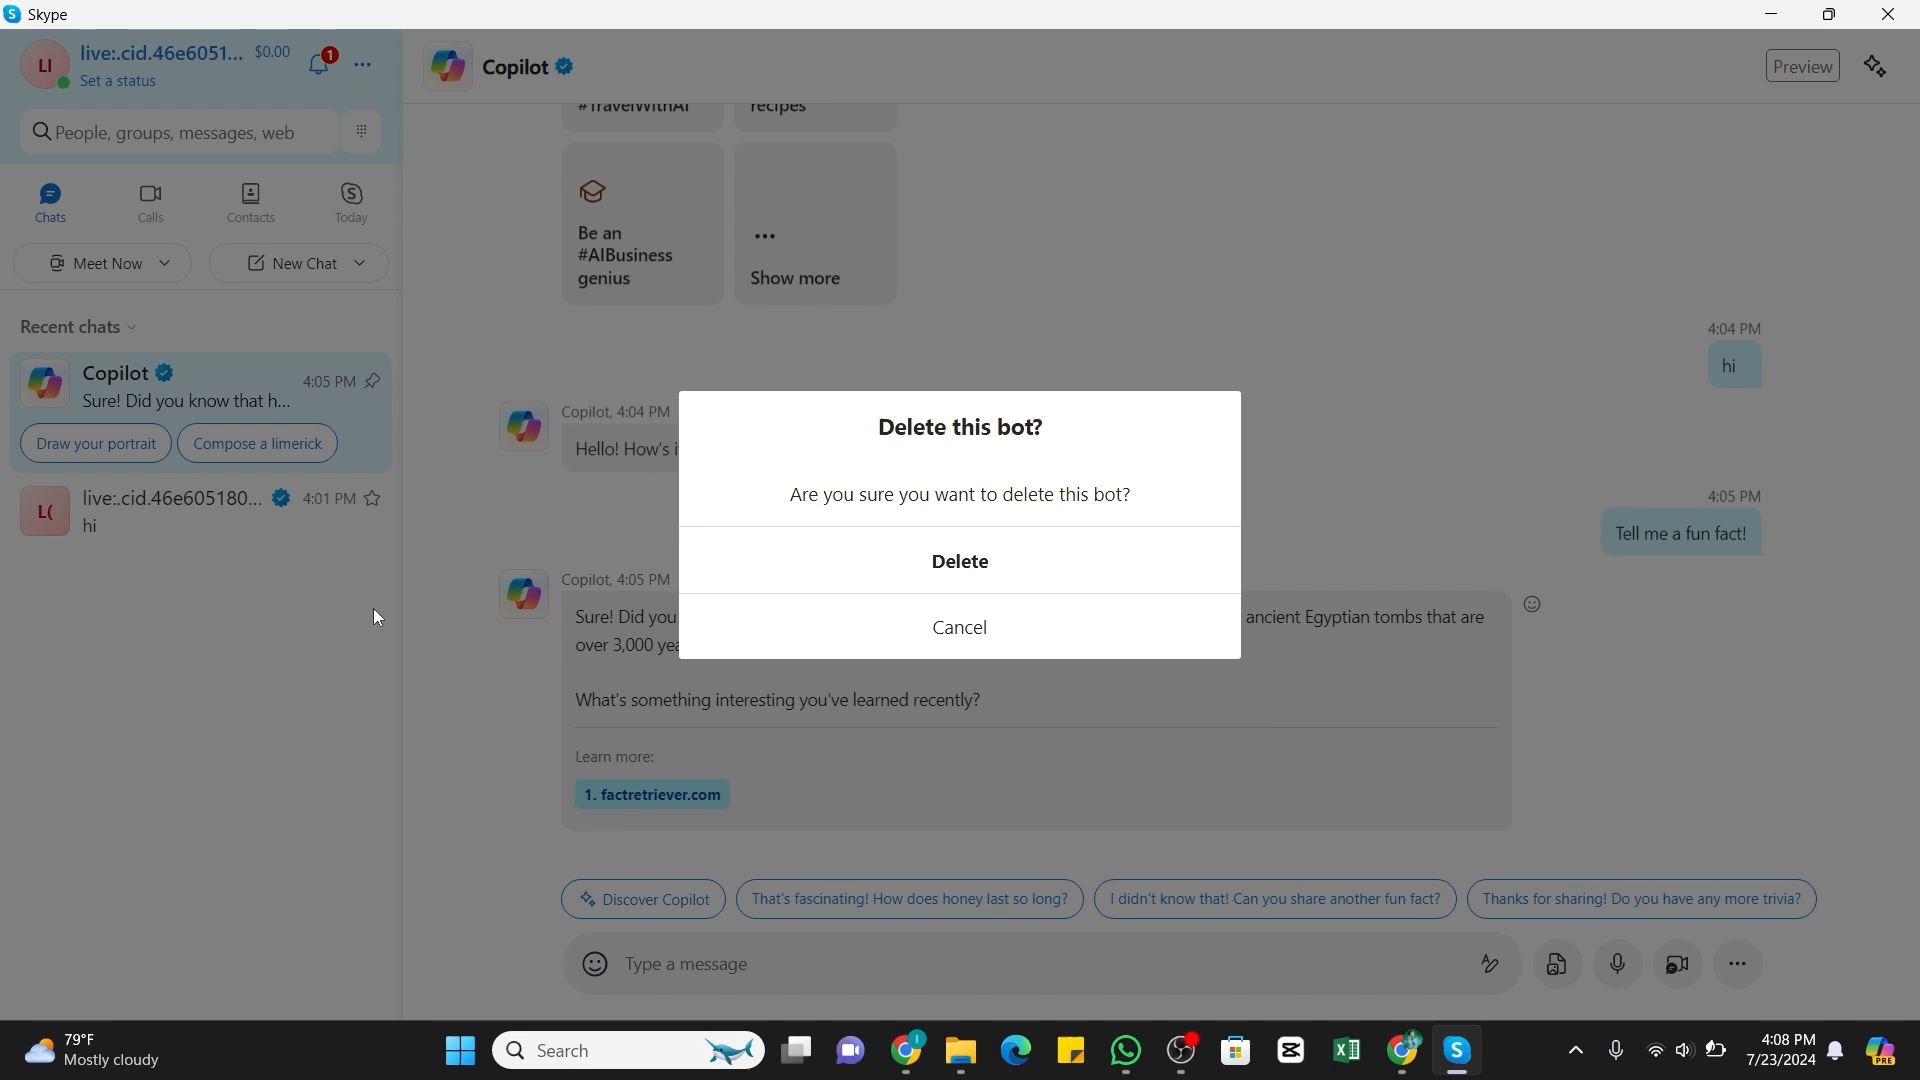 Skype
LI
live:.cid.46e6051... $0.00
1
Set a status
People, groups, messages, web
Chats
Calls
Contacts
Today
Meet Now
New Chat
Recent chats
Copilot
4:05 PM
Sure! Did you know that h...
Draw your portrait
Compose a limerick
L(
live:.cid.46e605180...
4:01 PM
hi
Copilot
Preview
#TravelWithAI
recipes
Be an
#AIBusiness
genius
Show more
4:04 PM
hi
Copilot, 4:04 PM
Hello! How's i
4:05 PM
Tell me a fun fact!
Copilot, 4:05 PM
Sure! Did you
ancient Egyptian tombs that are
over 3,000 yea
What's something interesting you've learned recently?
Learn more:
1. factretriever.com
Delete this bot?
Are you sure you want to delete this bot?
Delete
Cancel
Discover Copilot
That's fascinating! How does honey last so long?
I didn't know that! Can you share another fun fact?
Thanks for sharing! Do you have any more trivia?
Type a message
79°F
Mostly cloudy
Search
4:08 PM
7/23/2024
PRE